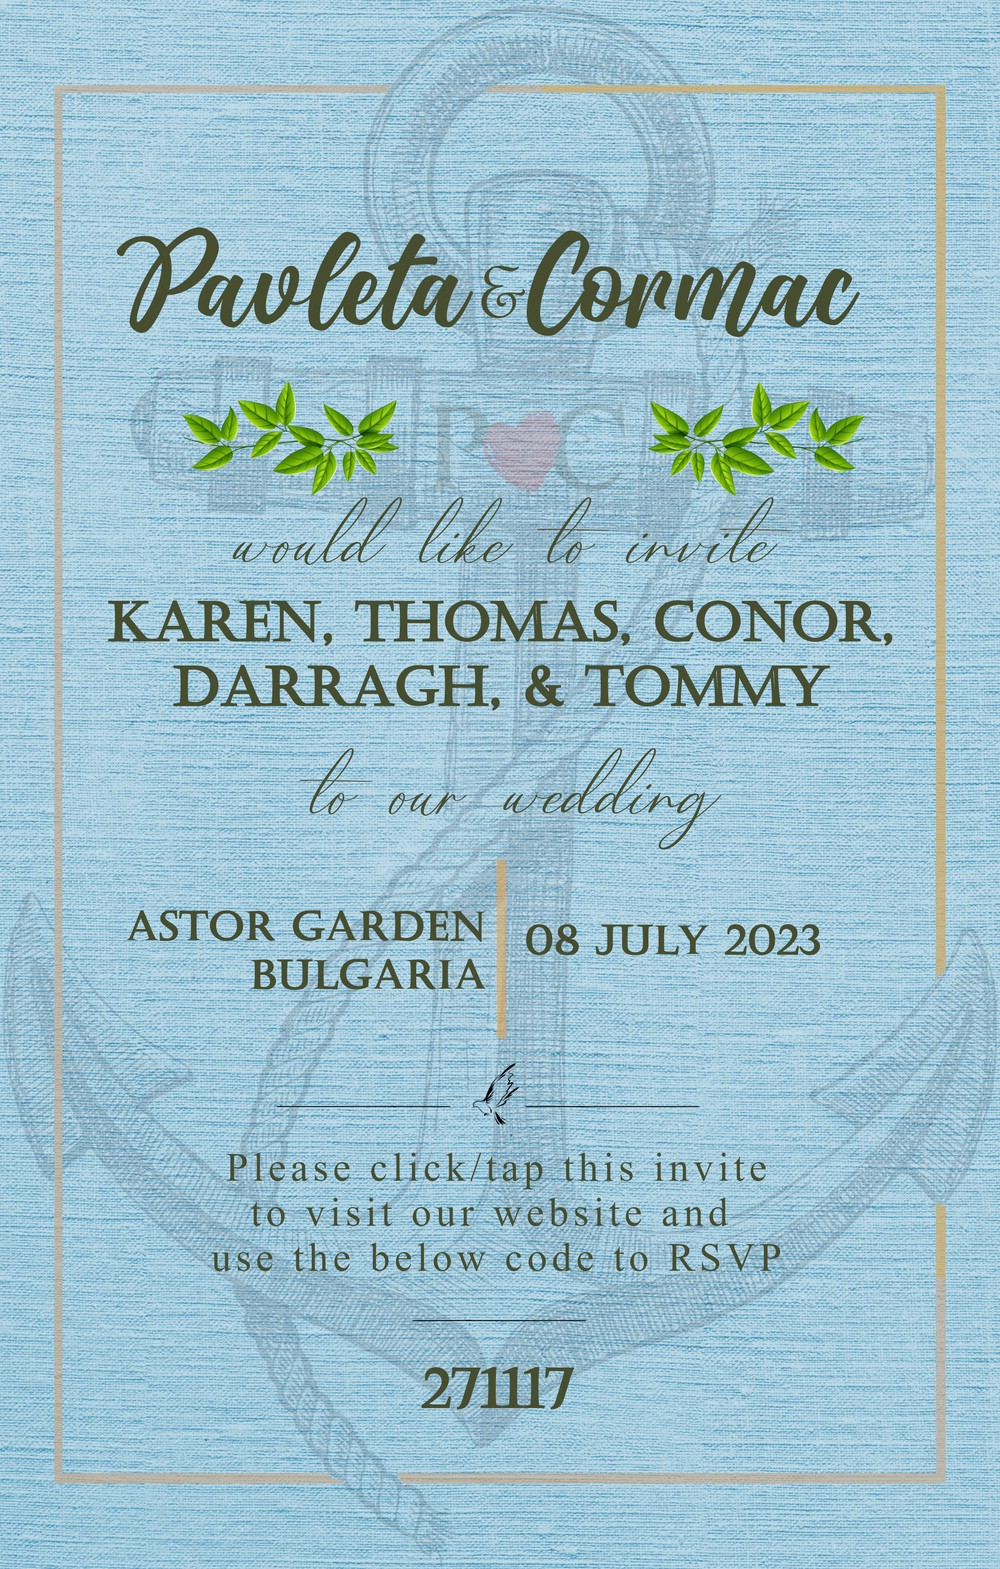 Pavleta & Cormac
P C
would like to invite
KAREN, THOMAS, CONOR,
DARRAGH, & TOMMY
to our wedding
ASTOR GARDEN
BULGARIA
08 JULY 2023
Please click/tap this invite
to visit our website and
use the below code to RSVP
271117